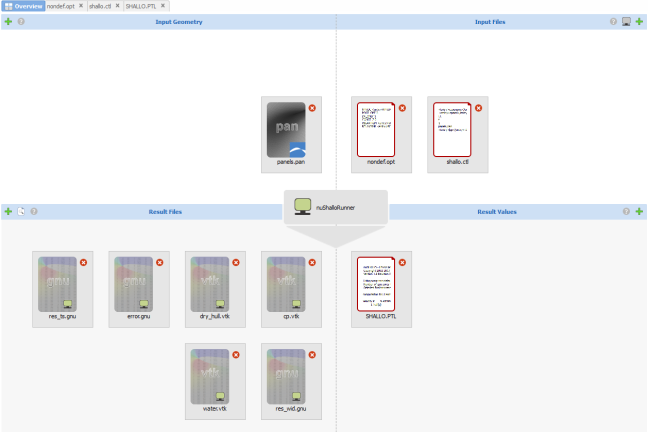 Overview nondef.opt shallo.ctl SHALLO.PTL
Input Geometry
Input Files
pan
panels.pan
nondef.opt
shallo.ctl
nuShalloRunner
Result Files
Result Values
gnu
gnu
vtk
vtk
res_ts.gnu
error.gnu
dry_hull.vtk
cp.vtk
SHALLO.PTL
vtk
gnu
water.vtk
res_wid.gnu